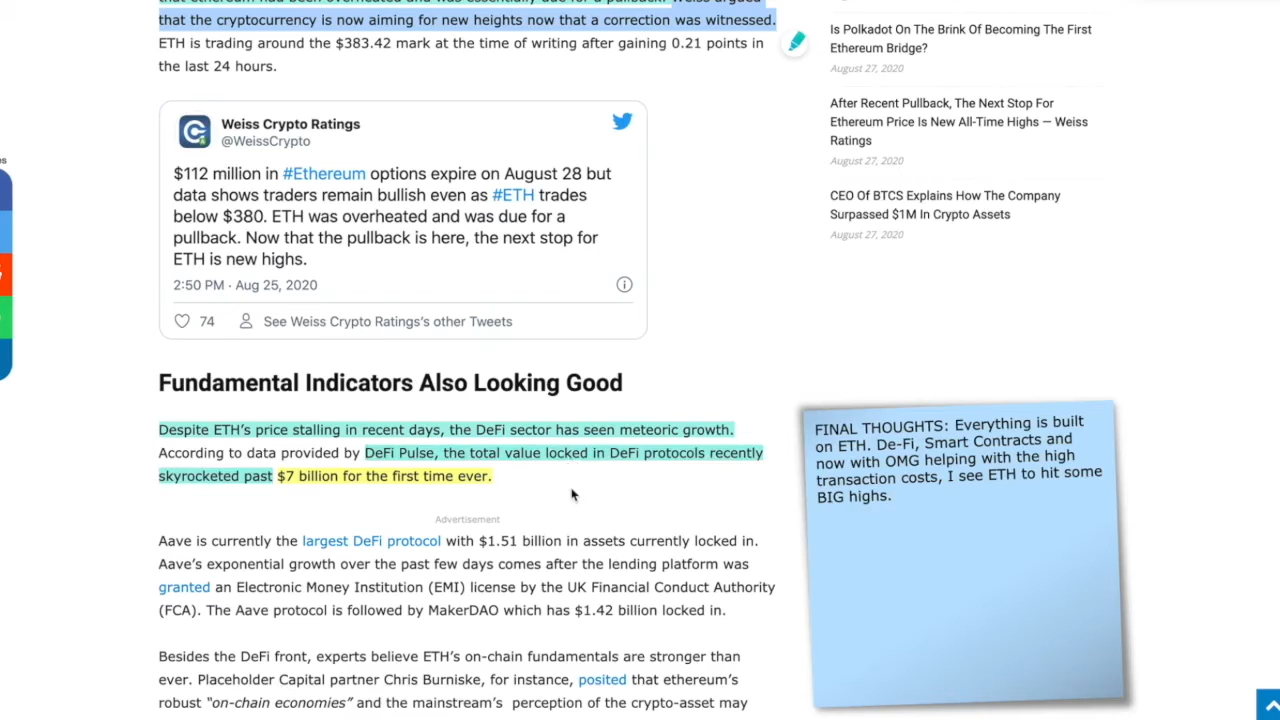 that ethereum had been overheated and was essentially due for a pullback. Weiss argued
that the cryptocurrency is now aiming for new heights now that a correction was witnessed.
ETH is trading around the $383.42 mark at the time of writing after gaining 0.21 points in
the last 24 hours.
Weiss Crypto Ratings
@WeissCrypto
$112 million in #Ethereum options expire on August 28 but
data shows traders remain bullish even as #ETH trades
below $380. ETH was overheated and was due for a
pullback. Now that the pullback is here, the next stop for
ETH is new highs.
2:50 PM · Aug 25, 2020
74 See Weiss Crypto Ratings's other Tweets
Fundamental Indicators Also Looking Good
Despite ETH’s price stalling in recent days, the DeFi sector has seen meteoric growth.
According to data provided by DeFi Pulse, the total value locked in DeFi protocols recently
skyrocketed past $7 billion for the first time ever.
Advertisement
Aave is currently the largest DeFi protocol with $1.51 billion in assets currently locked in.
Aave’s exponential growth over the past few days comes after the lending platform was
granted an Electronic Money Institution (EMI) license by the UK Financial Conduct Authority
(FCA). The Aave protocol is followed by MakerDAO which has $1.42 billion locked in.
Besides the DeFi front, experts believe ETH’s on-chain fundamentals are stronger than
ever. Placeholder Capital partner Chris Burniske, for instance, posited that ethereum’s
robust “on-chain economies” and the mainstream’s perception of the crypto-asset may
Is Polkadot On The Brink Of Becoming The First
Ethereum Bridge?
August 27, 2020
After Recent Pullback, The Next Stop For
Ethereum Price Is New All-Time Highs — Weiss
Ratings
August 27, 2020
CEO Of BTCS Explains How The Company
Surpassed $1M In Crypto Assets
August 27, 2020
FINAL THOUGHTS: Everything is built
on ETH. De-Fi, Smart Contracts and
now with OMG helping with the high
transaction costs, I see ETH to hit some
BIG highs.